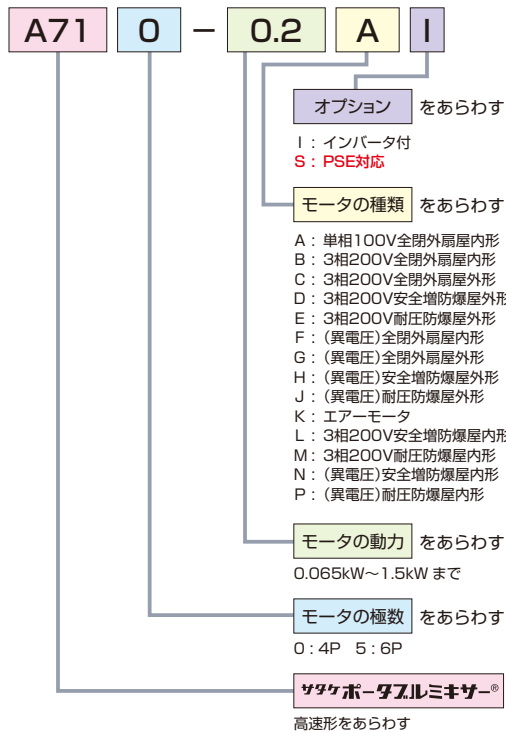 A71 0 − 0.2 A I
オプション をあらわす
I : インバータ付
S : PSE対応
モータの種類 をあらわす
A : 単相100V全閉外扇屋内形
B : 3相200V全閉外扇屋内形
C : 3相200V全閉外扇屋外形
D : 3相200V安全増防爆屋外形
E : 3相200V耐圧防爆屋外形
F : (異電圧)全閉外扇屋内形
G : (異電圧)全閉外扇屋外形
H : (異電圧)安全増防爆屋外形
J : (異電圧)耐圧防爆屋外形
K : エアーモータ
L : 3相200V安全増防爆屋内形
M : 3相200V耐圧防爆屋内形
N : (異電圧)安全増防爆屋内形
P : (異電圧)耐圧防爆屋内形
モータの動力 をあらわす
0.065kW〜1.5kW まで
モータの極数 をあらわす
0 : 4P 5 : 6P
サタケポータブルミキサー®
高速形をあらわす